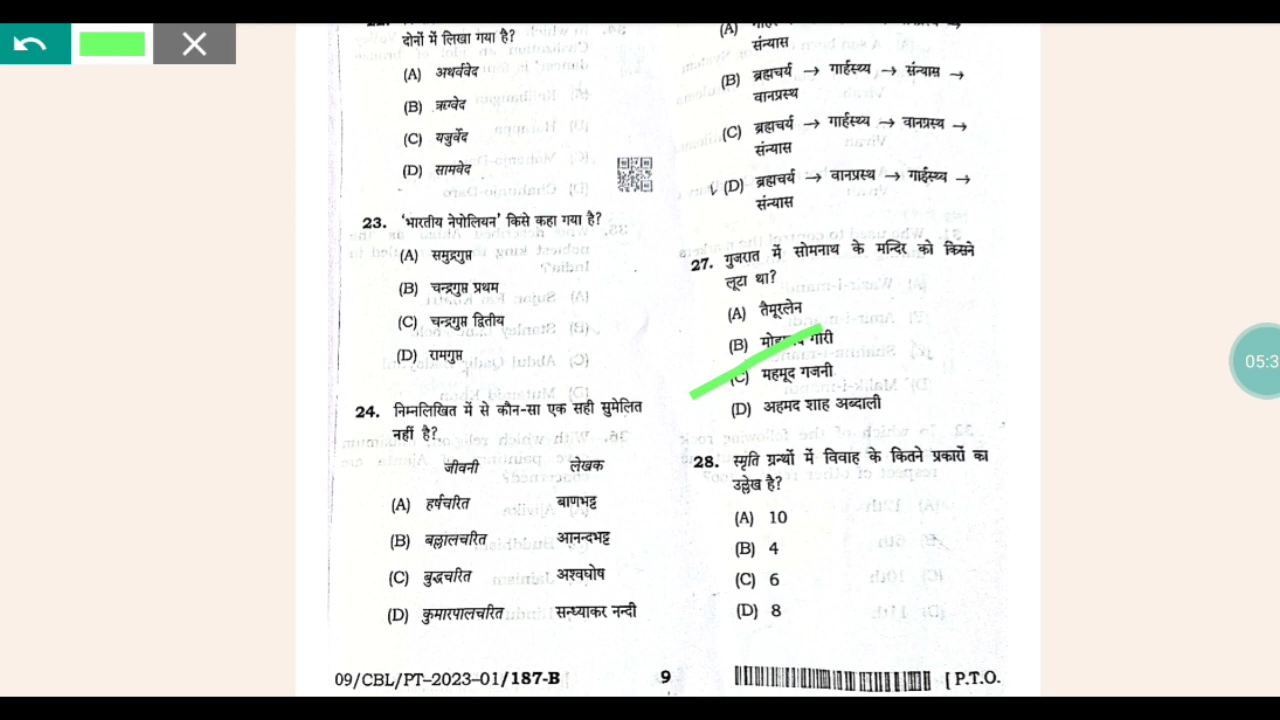 दोनों में लिखा गया है?
(A) अथर्ववेद
(B) ऋग्वेद
(C) यजुर्वेद
(D) सामवेद
23. 'भारतीय नेपोलियन' किसे कहा गया है?
(A) समुद्रगुप्त
(B) चन्द्रगुप्त प्रथम
(C) चन्द्रगुप्त द्वितीय
(D) रामगुप्त
24. निम्नलिखित में से कौन-सा एक सही सुमेलित
नहीं है?
जीवनी लेखक
(A) हर्षचरित बाणभट्ट
(B) बल्लालचरित आनन्दभट्ट
(C) बुद्धचरित अश्वघोष
(D) कुमारपालचरित सन्ध्याकर नन्दी
(A)
संन्यास
(B) ब्रह्मचर्य → गार्हस्थ्य → संन्यास →
वानप्रस्थ
(C) ब्रह्मचर्य → गार्हस्थ्य → वानप्रस्थ →
संन्यास
(D) ब्रह्मचर्य → वानप्रस्थ → गार्हस्थ्य →
संन्यास
27. गुजरात में सोमनाथ के मन्दिर को किसने
लूटा था?
(A) तैमूरलेन
(B) गोरी
(C) महमूद गजनी
(D) अहमद शाह अब्दाली
28. स्मृति ग्रन्थों में विवाह के कितने प्रकारों का
उल्लेख है?
(A) 10
(B) 4
(C) 6
(D) 8
09/CBL/PT–2023–01/187-B
9
[ P.T.O.
05:3